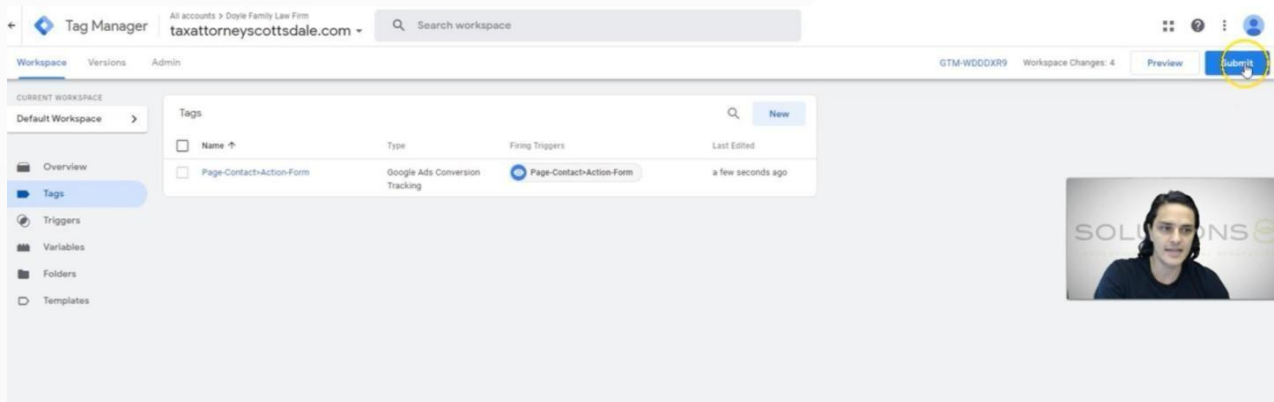 All accounts > Doyle Family Law Firm
Tag Manager
taxattorneyscottsdale.com
Search workspace
Workspace
Versions
Admin
GTM-WDDDXR9
Workspace Changes: 4
Preview
Submit
CURRENT WORKSPACE
Default Workspace
Tags
New
Name
Type
Firing Triggers
Last Edited
Page-Contact>Action-Form
Google Ads Conversion
Tracking
Page-Contact>Action-Form
a few seconds ago
Overview
Tags
Triggers
Variables
Folders
Templates